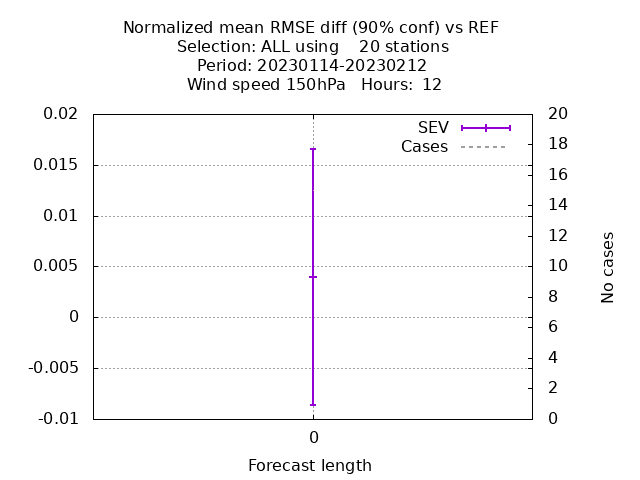 Normalized mean RMSE diff (90% conf) vs REF
Selection: ALL using    20 stations
Period: 20230114-20230212
Wind speed 150hPa   Hours:  12
SEV
Cases
0.02
0.015
0.01
0.005
0
-0.005
-0.01
20
18
16
14
12
10
8
6
4
2
0
No cases
0
Forecast length